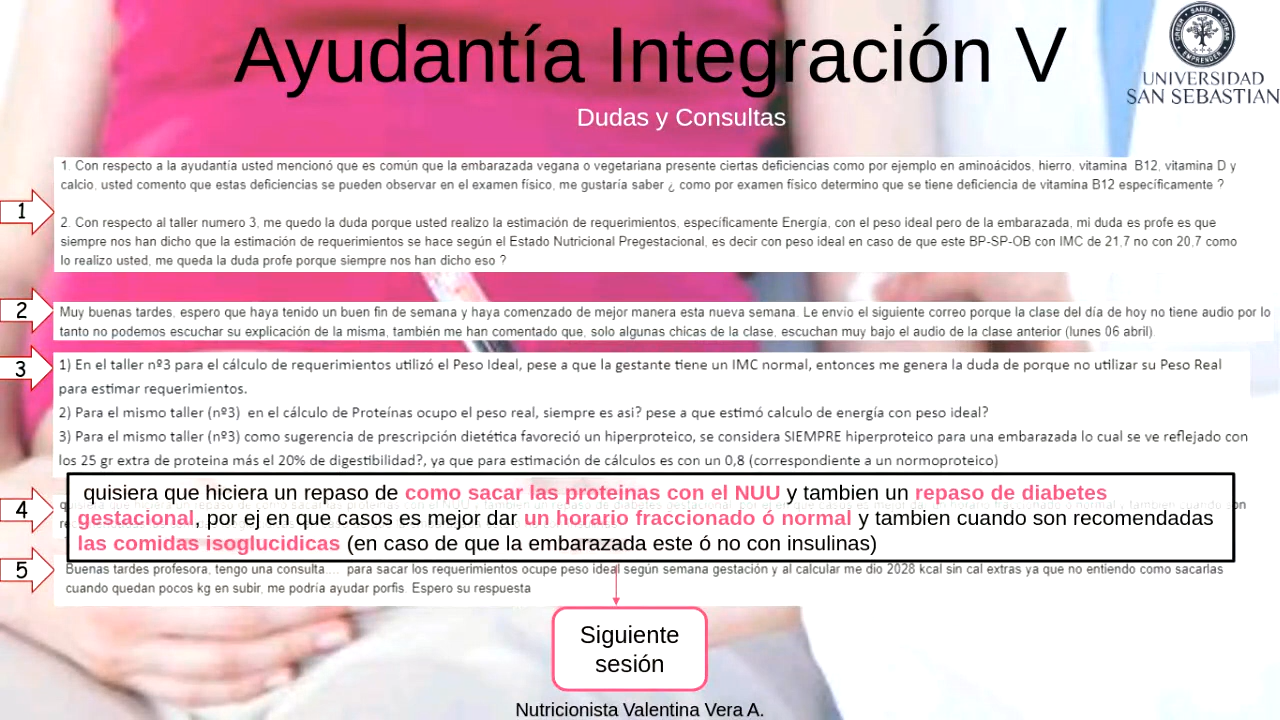 Ayudantía Integración V
CREER SABER CREAR EMPRENDER
UNIVERSIDAD
SAN SEBASTIAN
Dudas y Consultas
1. Con respecto a la ayudantía usted mencionó que es común que la embarazada vegana o vegetariana presente ciertas deficiencias como por ejemplo en aminoácidos, hierro, vitamina B12, vitamina D y
calcio, usted comento que estas deficiencias se pueden observar en el examen físico, me gustaría saber ¿ como por examen físico determino que se tiene deficiencia de vitamina B12 específicamente ?
1
2. Con respecto al taller numero 3, me quedo la duda porque usted realizo la estimación de requerimientos, específicamente Energía, con el peso ideal pero de la embarazada, mi duda es profe es que
siempre nos han dicho que la estimación de requerimientos se hace según el Estado Nutricional Pregestacional, es decir con peso ideal en caso de que este BP-SP-OB con IMC de 21,7 no con 20,7 como
lo realizo usted, me queda la duda profe porque siempre nos han dicho eso ?
2
Muy buenas tardes, espero que haya tenido un buen fin de semana y haya comenzado de mejor manera esta nueva semana. Le envío el siguiente correo porque la clase del día de hoy no tiene audio por lo
tanto no podemos escuchar su explicación de la misma, también me han comentado que, solo algunas chicas de la clase, escuchan muy bajo el audio de la clase anterior (lunes 06 abril).
3
1) En el taller nº3 para el cálculo de requerimientos utilizó el Peso Ideal, pese a que la gestante tiene un IMC normal, entonces me genera la duda de porque no utilizar su Peso Real
para estimar requerimientos.
2) Para el mismo taller (nº3) en el cálculo de Proteínas ocupo el peso real, siempre es asi? pese a que estimó calculo de energía con peso ideal?
3) Para el mismo taller (nº3) como sugerencia de prescripción dietética favoreció un hiperproteico, se considera SIEMPRE hiperproteico para una embarazada lo cual se ve reflejado con
los 25 gr extra de proteina más el 20% de digestibilidad?, ya que para estimación de cálculos es con un 0,8 (correspondiente a un normoproteico)
4
quisiera que hiciera un repaso de como sacar las proteinas con el NUU y tambien un repaso de diabetes
gestacional, por ej en que casos es mejor dar un horario fraccionado ó normal y tambien cuando son recomendadas
las comidas isoglucidicas (en caso de que la embarazada este ó no con insulinas)
5
Buenas tardes profesora, tengo una consulta.... para sacar los requerimientos ocupe peso ideal según semana gestación y al calcular me dio 2028 kcal sin cal extras ya que no entiendo como sacarlas
cuando quedan pocos kg en subir, me podría ayudar porfis. Espero su respuesta
Siguiente
sesión
Nutricionista Valentina Vera A.